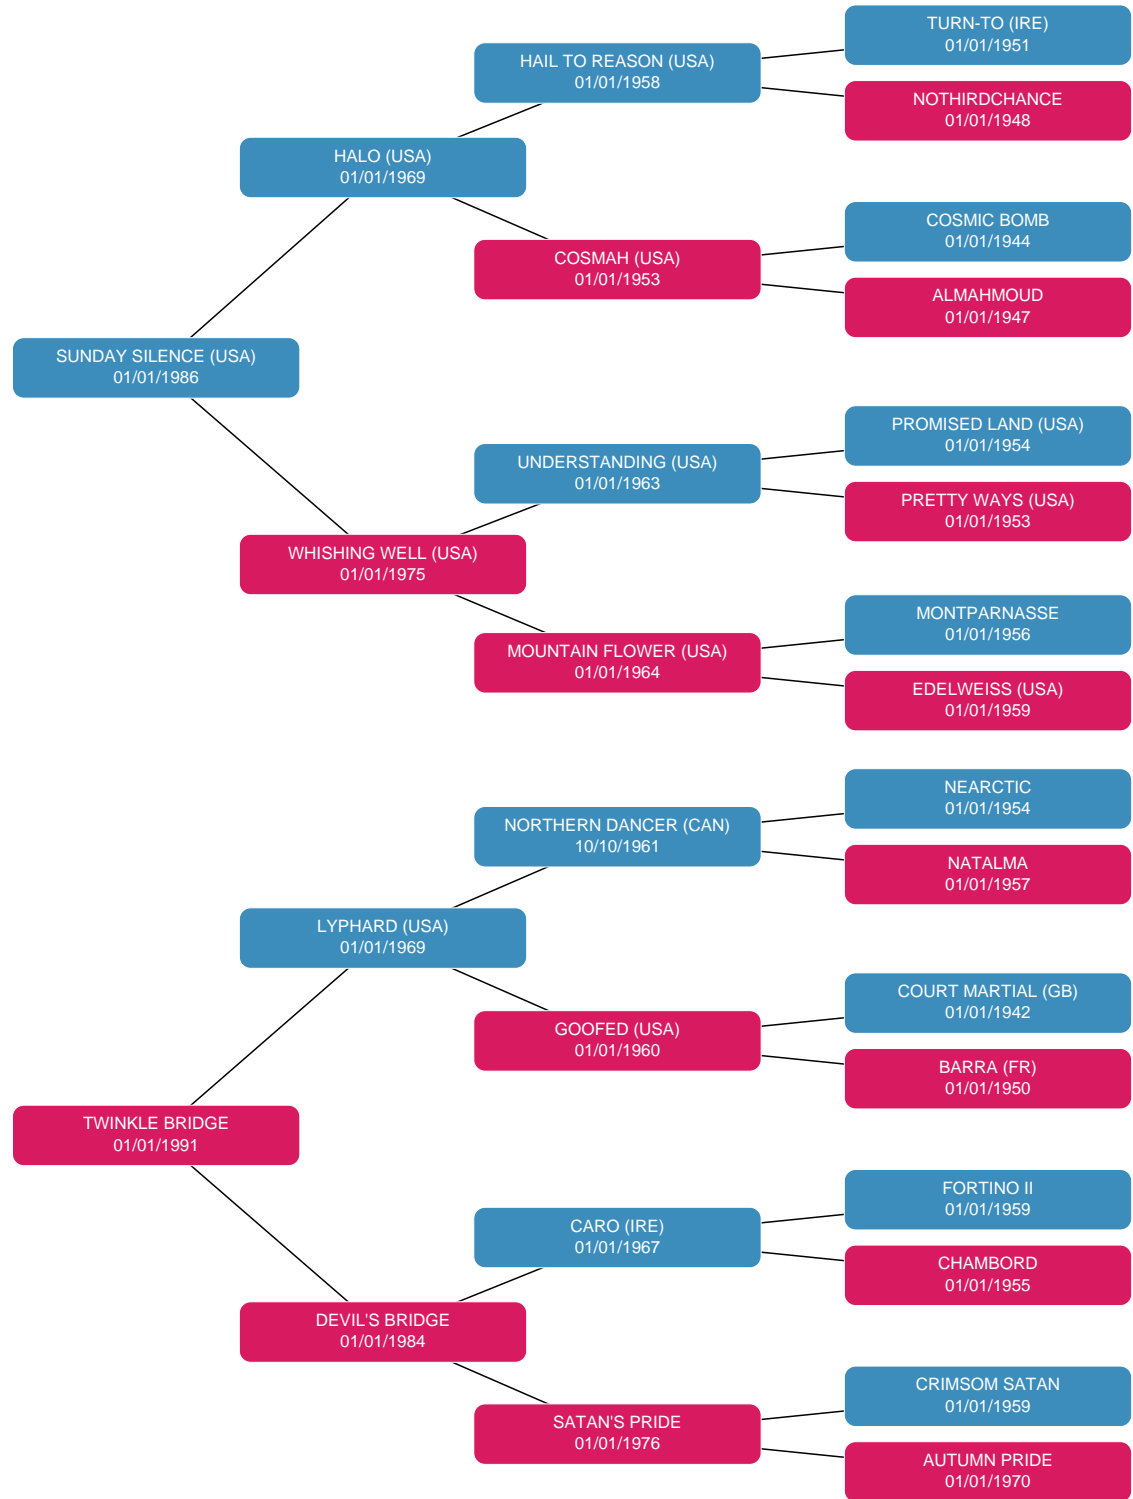 TURN-TO (IRE)
01/01/1951
HAIL TO REASON (USA)
01/01/1958
NOTHIRDCHANCE
01/01/1948
HALO (USA)
01/01/1969
COSMIC BOMB
01/01/1944
COSMAH (USA)
01/01/1953
ALMAHMOUD
01/01/1947
SUNDAY SILENCE (USA)
01/01/1986
PROMISED LAND (USA)
01/01/1954
UNDERSTANDING (USA)
01/01/1963
PRETTY WAYS (USA)
01/01/1953
WHISHING WELL (USA)
01/01/1975
MONTPARNASSE
01/01/1956
MOUNTAIN FLOWER (USA)
01/01/1964
EDELWEISS (USA)
01/01/1959
NEARCTIC
01/01/1954
NORTHERN DANCER (CAN)
10/10/1961
NATALMA
01/01/1957
LYPHARD (USA)
01/01/1969
COURT MARTIAL (GB)
01/01/1942
GOOFED (USA)
01/01/1960
BARRA (FR)
01/01/1950
TWINKLE BRIDGE
01/01/1991
FORTINO II
01/01/1959
CARO (IRE)
01/01/1967
CHAMBORD
01/01/1955
DEVIL'S BRIDGE
01/01/1984
CRIMSOM SATAN
01/01/1959
SATAN'S PRIDE
01/01/1976
AUTUMN PRIDE
01/01/1970